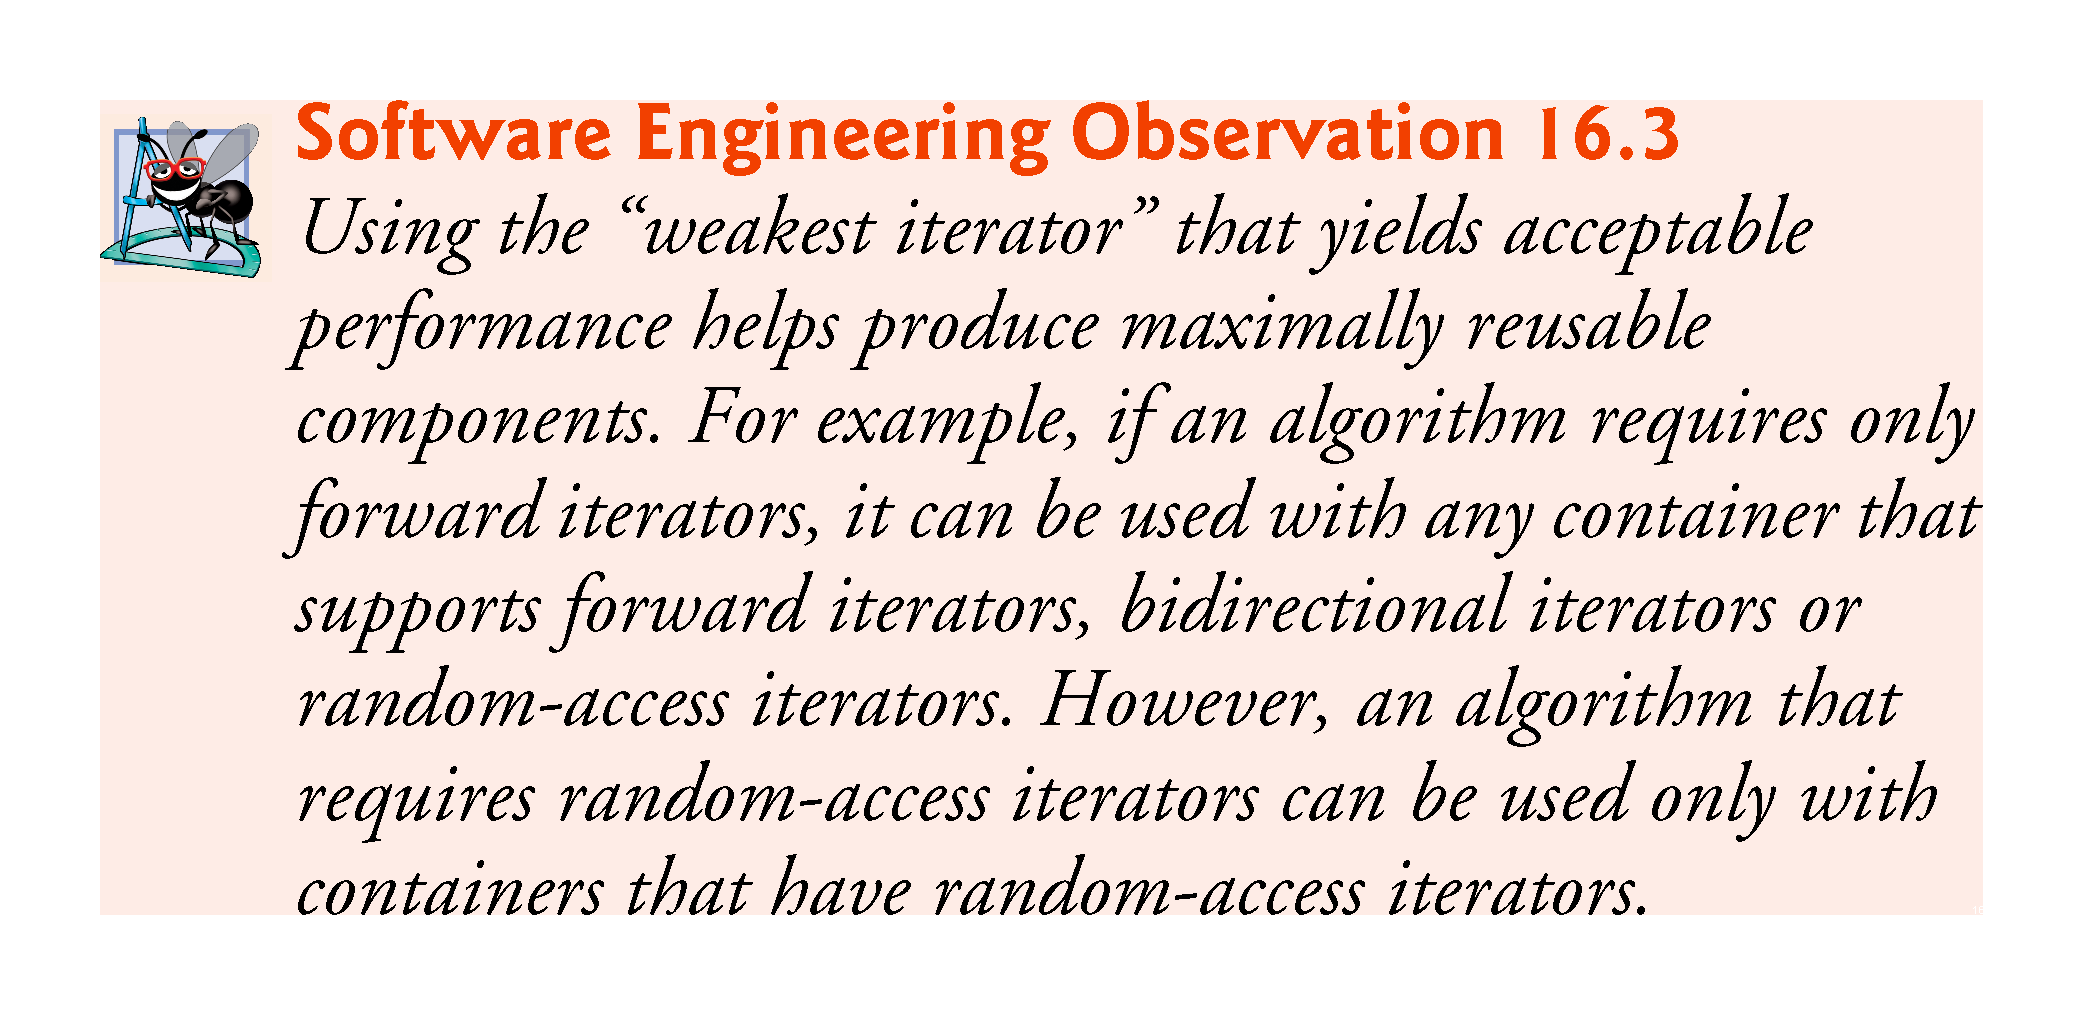 Software Engineering Observation 16.3
Using the “weakest iterator” that yields acceptable
performance helps produce maximally reusable
components. For example, if an algorithm requires only
forward iterators, it can be used with any container that
supports forward iterators, bidirectional iterators or
random-access iterators. However, an algorithm that
requires random-access iterators can be used only with
containers that have random-access iterators.